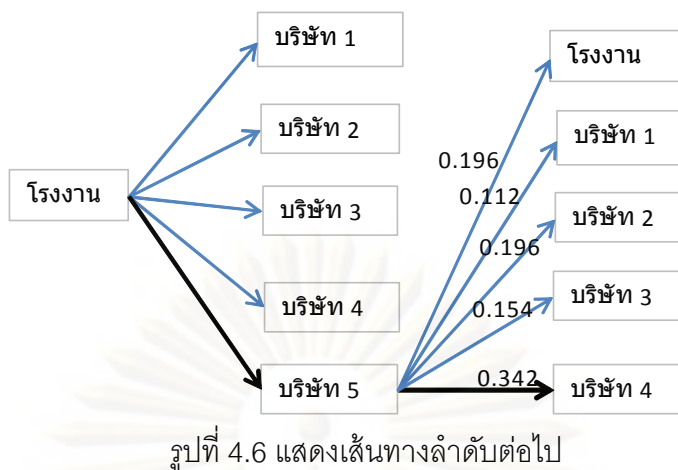 บริษัท 1
โรงงาน
บริษัท 2
บริษัท 1
0.196
โรงงาน
บริษัท 3
0.112
บริษัท 2
0.196
บริษัท 4
0.154
บริษัท 3
บริษัท 5
0.342
บริษัท 4
รูปที่ 4.6 แสดงเส้นทางลำดับต่อไป